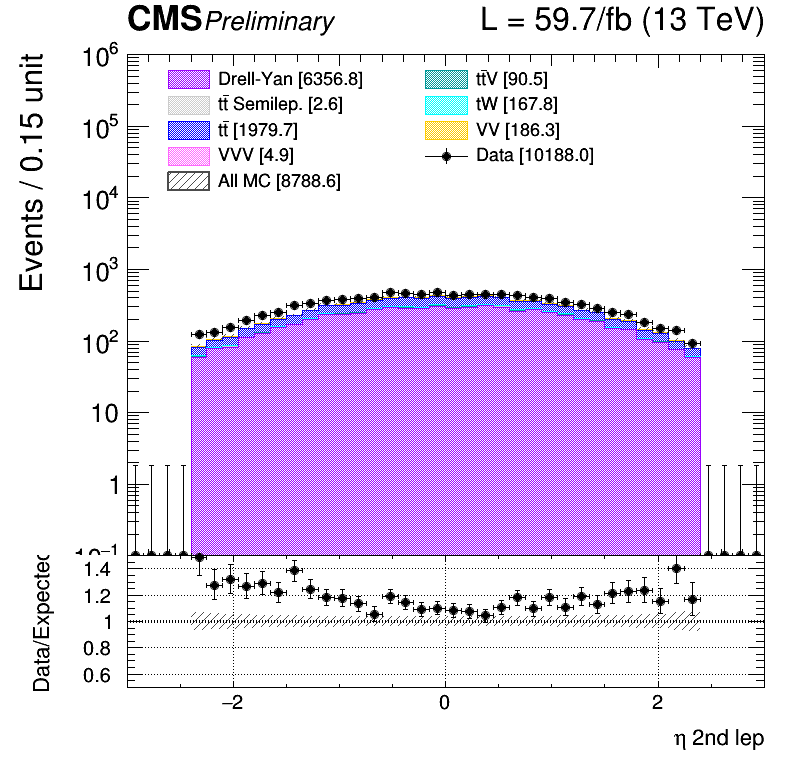 CMS Preliminary L = 59.7/fb (13 TeV)
Events / 0.15 unit
10⁶
10⁵
10⁴
10³
10²
10
1
10⁻¹
Drell-Yan [6356.8]
tt̄ Semilep. [2.6]
tt̄ [1979.7]
VVV [4.9]
All MC [8788.6]
tt̄V [90.5]
tW [167.8]
VV [186.3]
Data [10188.0]
Data/Expected
1.4
1.2
1
0.8
0.6
−2 0 2
η 2nd lep